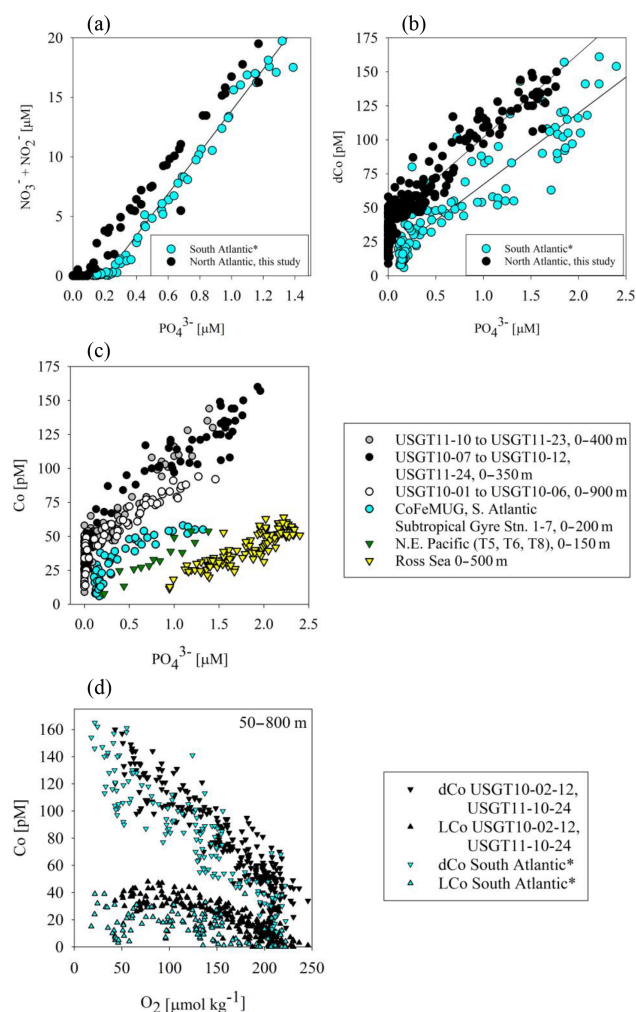 (a)
20
15
10
5
0
NO3- + NO2- [µM]
0.0 0.2 0.4 0.6 0.8 1.0 1.2 1.4
PO43- [µM]
South Atlantic*
North Atlantic, this study
(b)
175
150
125
100
75
50
25
0
dCo [pM]
0.0 0.5 1.0 1.5 2.0 2.5
PO43- [µM]
South Atlantic*
North Atlantic, this study
(c)
175
150
125
100
75
50
25
0
Co [pM]
0.0 0.5 1.0 1.5 2.0 2.5
PO43- [µM]
USGT11-10 to USGT11-23, 0–400 m
USGT10-07 to USGT10-12,
USGT11-24, 0–350 m
USGT10-01 to USGT10-06, 0–900 m
CoFeMUG, S. Atlantic
Subtropical Gyre Stn. 1-7, 0–200 m
N.E. Pacific (T5, T6, T8), 0–150 m
Ross Sea 0–500 m
(d)
50–800 m
160
140
120
100
80
60
40
20
0
Co [pM]
0 50 100 150 200 250
O2 [µmol kg-1]
dCo USGT10-02-12,
USGT11-10-24
LCo USGT10-02-12,
USGT11-10-24
dCo South Atlantic*
LCo South Atlantic*